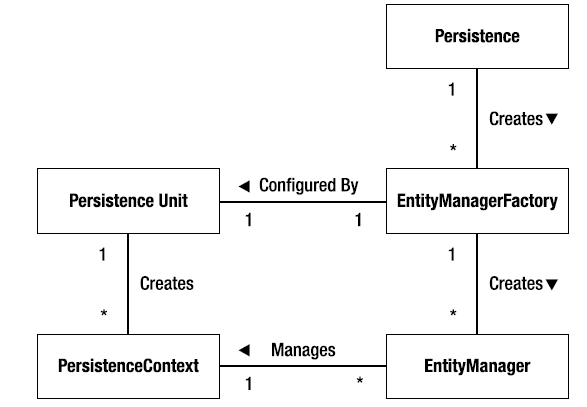 Persistence
1
Creates ▼
*
Persistence Unit
◄ Configured By
1 1
EntityManagerFactory
1
Creates
*
1
Creates ▼
*
PersistenceContext
◄ Manages
1 *
EntityManager